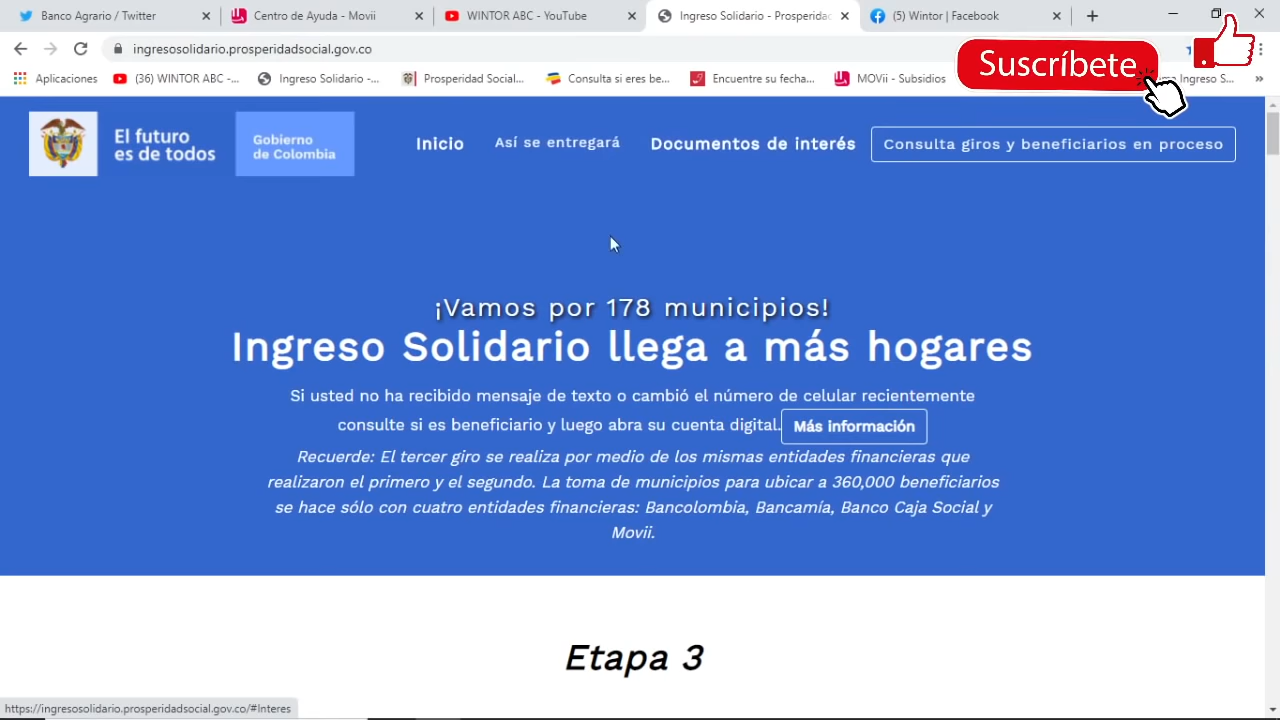 Banco Agrario / Twitter
Centro de Ayuda - Movii
WINTOR ABC - YouTube
Ingreso Solidario - Prosperidad
(5) Wintor | Facebook
ingresosolidario.prosperidadsocial.gov.co
Aplicaciones
(36) WINTOR ABC -...
Ingreso Solidario -...
Prosperidad Social...
Consulta si eres be...
Encuentre su fecha...
MOVii - Subsidios
Ingreso S...
Suscríbete
El futuro
es de todos
Gobierno
de Colombia
Inicio
Así se entregará
Documentos de interés
Consulta giros y beneficiarios en proceso
¡Vamos por 178 municipios!
Ingreso Solidario llega a más hogares
Si usted no ha recibido mensaje de texto o cambió el número de celular recientemente
consulte si es beneficiario y luego abra su cuenta digital. Más información
Recuerde: El tercer giro se realiza por medio de los mismas entidades financieras que
realizaron el primero y el segundo. La toma de municipios para ubicar a 360,000 beneficiarios
se hace sólo con cuatro entidades financieras: Bancolombia, Bancamía, Banco Caja Social y
Movii.
Etapa 3
https://ingresosolidario.prosperidadsocial.gov.co/#Interes